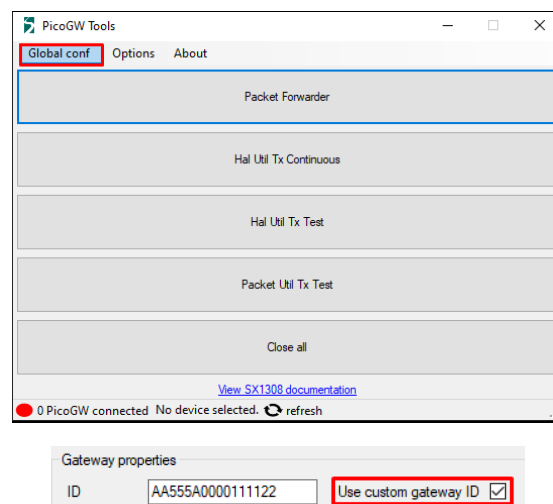 PicoGW Tools
Global conf Options About
Packet Forwarder
Hal Util Tx Continuous
Hal Util Tx Test
Packet Util Tx Test
Close all
View SX1308 documentation
0 PicoGW connected No device selected. refresh
Gateway properties
ID AA555A0000111122 Use custom gateway ID